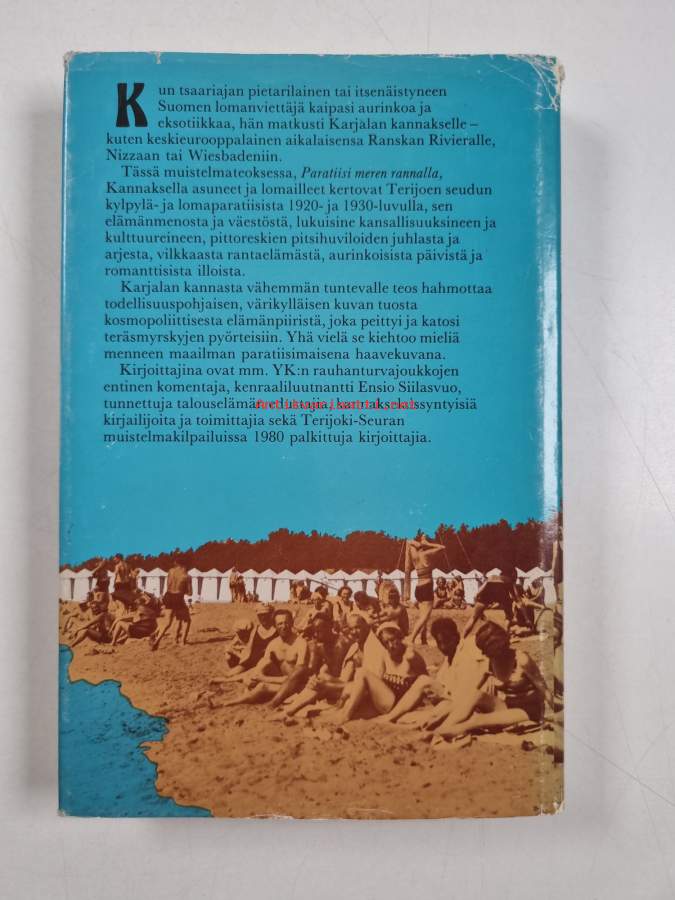 Kun tsaariajan pietarilainen tai itsenäistyneen
Suomen lomanviettäjä kaipasi aurinkoa ja
eksotiikkaa, hän matkusti Karjalan kannakselle –
kuten keskieurooppalainen aikalaisensa Ranskan Rivieralle,
Nizzaan tai Wiesbadeniin.
Tässä muistelmateoksessa, Paratiisi meren rannalla,
Kannaksella asuneet ja lomailleet kertovat Terijoen seudun
kylpylä- ja lomaparatiisista 1920- ja 1930-luvulla, sen
elämänmenosta ja väestöstä, lukuisine kansallisuuksineen ja
kulttuureineen, pittoreskien pitsihuviloiden juhlasta ja
arjesta, vilkkaasta rantaelämästä, aurinkoisista päivistä ja
romanttisista illoista.
Karjalan kannasta vähemmän tuntevalle teos hahmottaa
todellisuuspohjaisen, värikylläisen kuvan tuosta
kosmopoliittisesta elämänpiiristä, joka peittyi ja katosi
teräsmyrskyjen pyörteisiin. Yhä vielä se kiehtoo mieliä
menneen maailman paratiisimaisena haavekuvana.
Kirjoittajina ovat mm. YK:n rauhanturvajoukkojen
entinen komentaja, kenraaliluutnantti Ensio Siilasvuo,
tunnettuja talouselämän edustajia, kannaksensissyntyisiä
kirjailijoita ja toimittajia sekä Terijoki-Seuran
muistelmakilpailuissa 1980 palkittuja kirjoittajia.